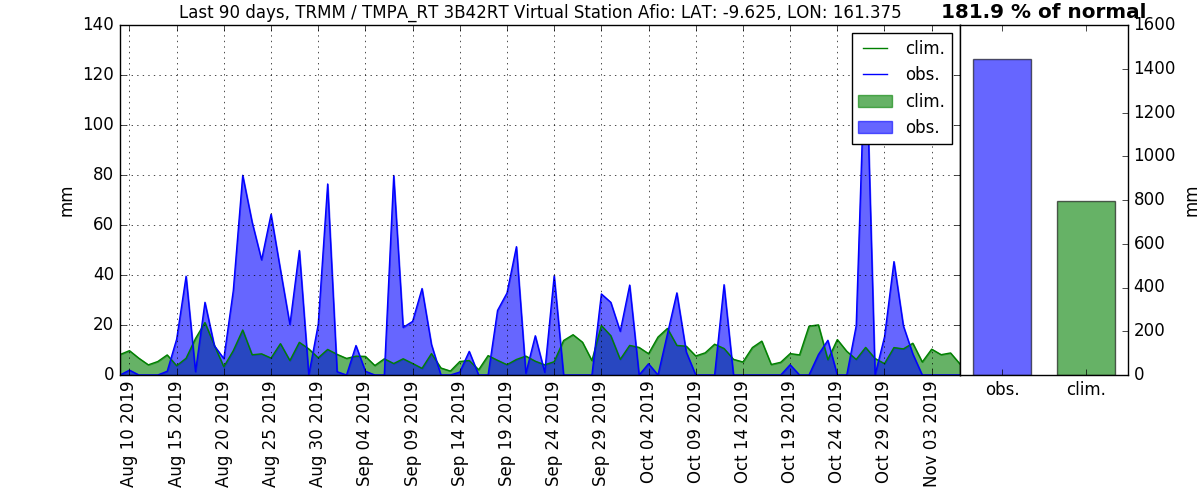 Last 90 days, TRMM / TMPA_RT 3B42RT Virtual Station Afio: LAT: -9.625, LON: 161.375
181.9 % of normal
140
120
100
80
60
40
20
0
mm
clim.
obs.
clim.
obs.
1600
1400
1200
1000
800
600
400
200
0
mm
Aug 10 2019
Aug 15 2019
Aug 20 2019
Aug 25 2019
Aug 30 2019
Sep 04 2019
Sep 09 2019
Sep 14 2019
Sep 19 2019
Sep 24 2019
Sep 29 2019
Oct 04 2019
Oct 09 2019
Oct 14 2019
Oct 19 2019
Oct 24 2019
Oct 29 2019
Nov 03 2019
obs.
clim.